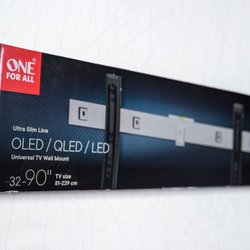 ONE
FOR ALL
Ultra Slim Line
OLED / QLED / LED
Universal TV Wall Mount
32-90" TV size
81-229 cm